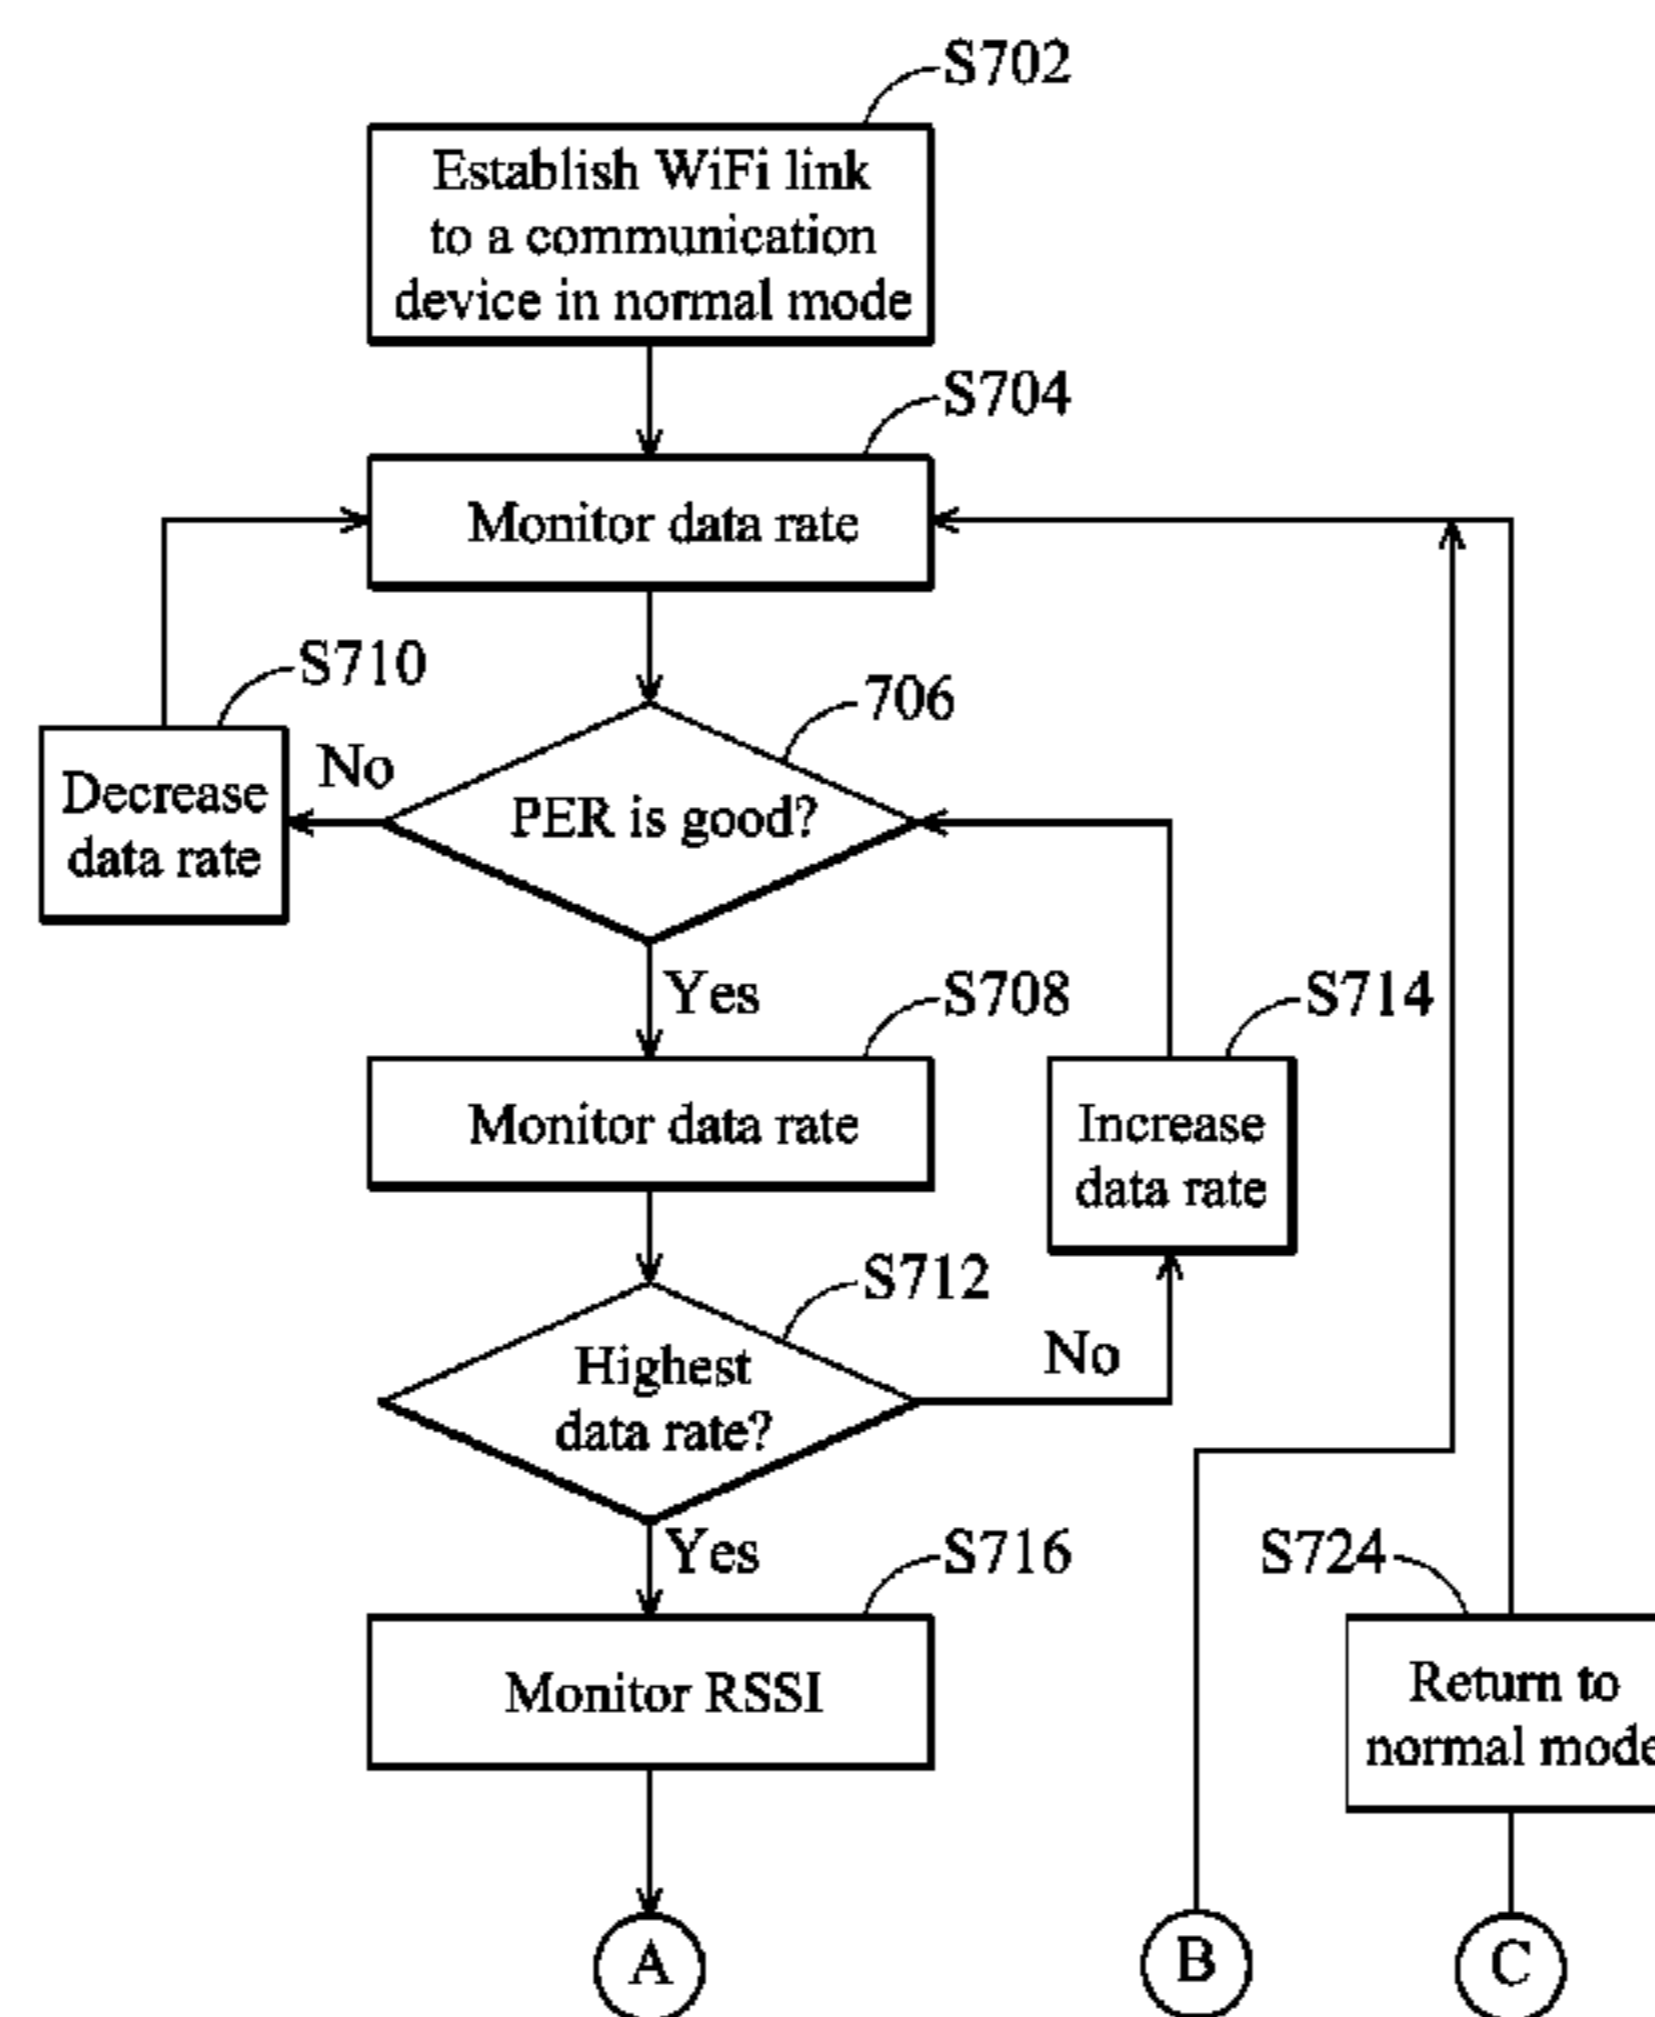 S702
Establish WiFi link
to a communication
device in normal mode
S704
Monitor data rate
S710
706
Decrease
data rate
No
PER is good?
Yes
S708
S714
Monitor data rate
Increase
data rate
S712
Highest
data rate?
No
Yes
S716
S724
Monitor RSSI
Return to
normal mode
A
B
C